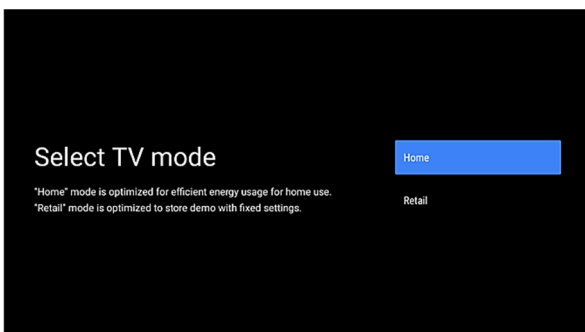 Select TV mode
"Home" mode is optimized for efficient energy usage for home use.
"Retail" mode is optimized to store demo with fixed settings.
Home
Retail